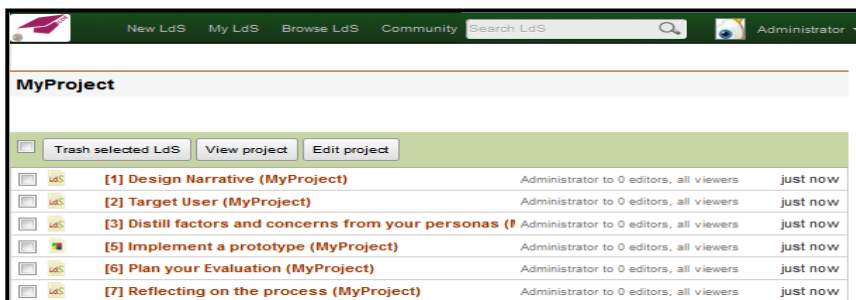 New LdS My LdS Browse LdS Community Search LdS Administrator
MyProject
Trash selected LdS View project Edit project
LdS [1] Design Narrative (MyProject) Administrator to 0 editors, all viewers just now
LdS [2] Target User (MyProject) Administrator to 0 editors, all viewers just now
LdS [3] Distill factors and concerns from your personas (M Administrator to 0 editors, all viewers just now
[5] Implement a prototype (MyProject) Administrator to 0 editors, all viewers just now
LdS [6] Plan your Evaluation (MyProject) Administrator to 0 editors, all viewers just now
LdS [7] Reflecting on the process (MyProject) Administrator to 0 editors, all viewers just now